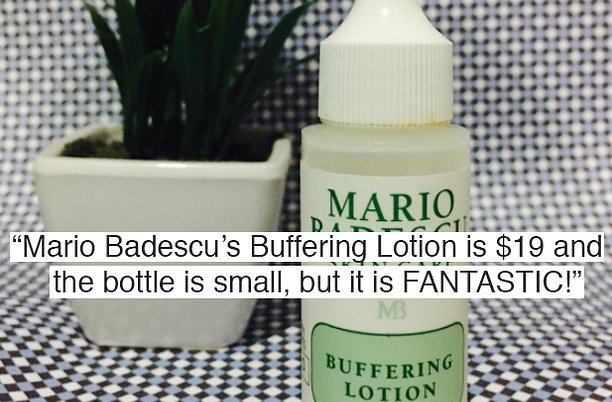 MARIO
BADESCU
“Mario Badescu’s Buffering Lotion is $19 and
the bottle is small, but it is FANTASTIC!”
MB
BUFFERING
LOTION